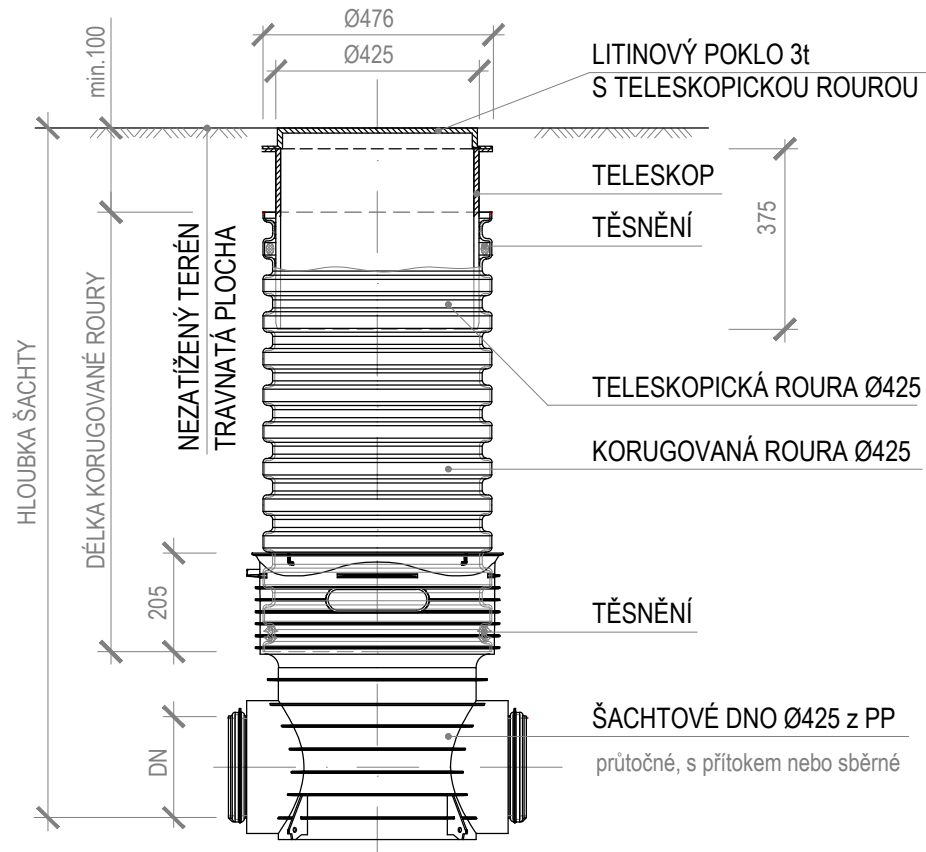 Ø476
Ø425
min.100
LITINOVÝ POKLO 3t
S TELESKOPICKOU ROUROU
TELESKOP
TĚSNĚNÍ
375
NEZATÍŽENÝ TERÉN
TRAVNATÁ PLOCHA
HLOUBKA ŠACHTY
DÉLKA KORUGOVANÉ ROURY
TELESKOPICKÁ ROURA Ø425
KORUGOVANÁ ROURA Ø425
205
TĚSNĚNÍ
DN
ŠACHTOVÉ DNO Ø425 z PP
průtočné, s přítokem nebo sběrné